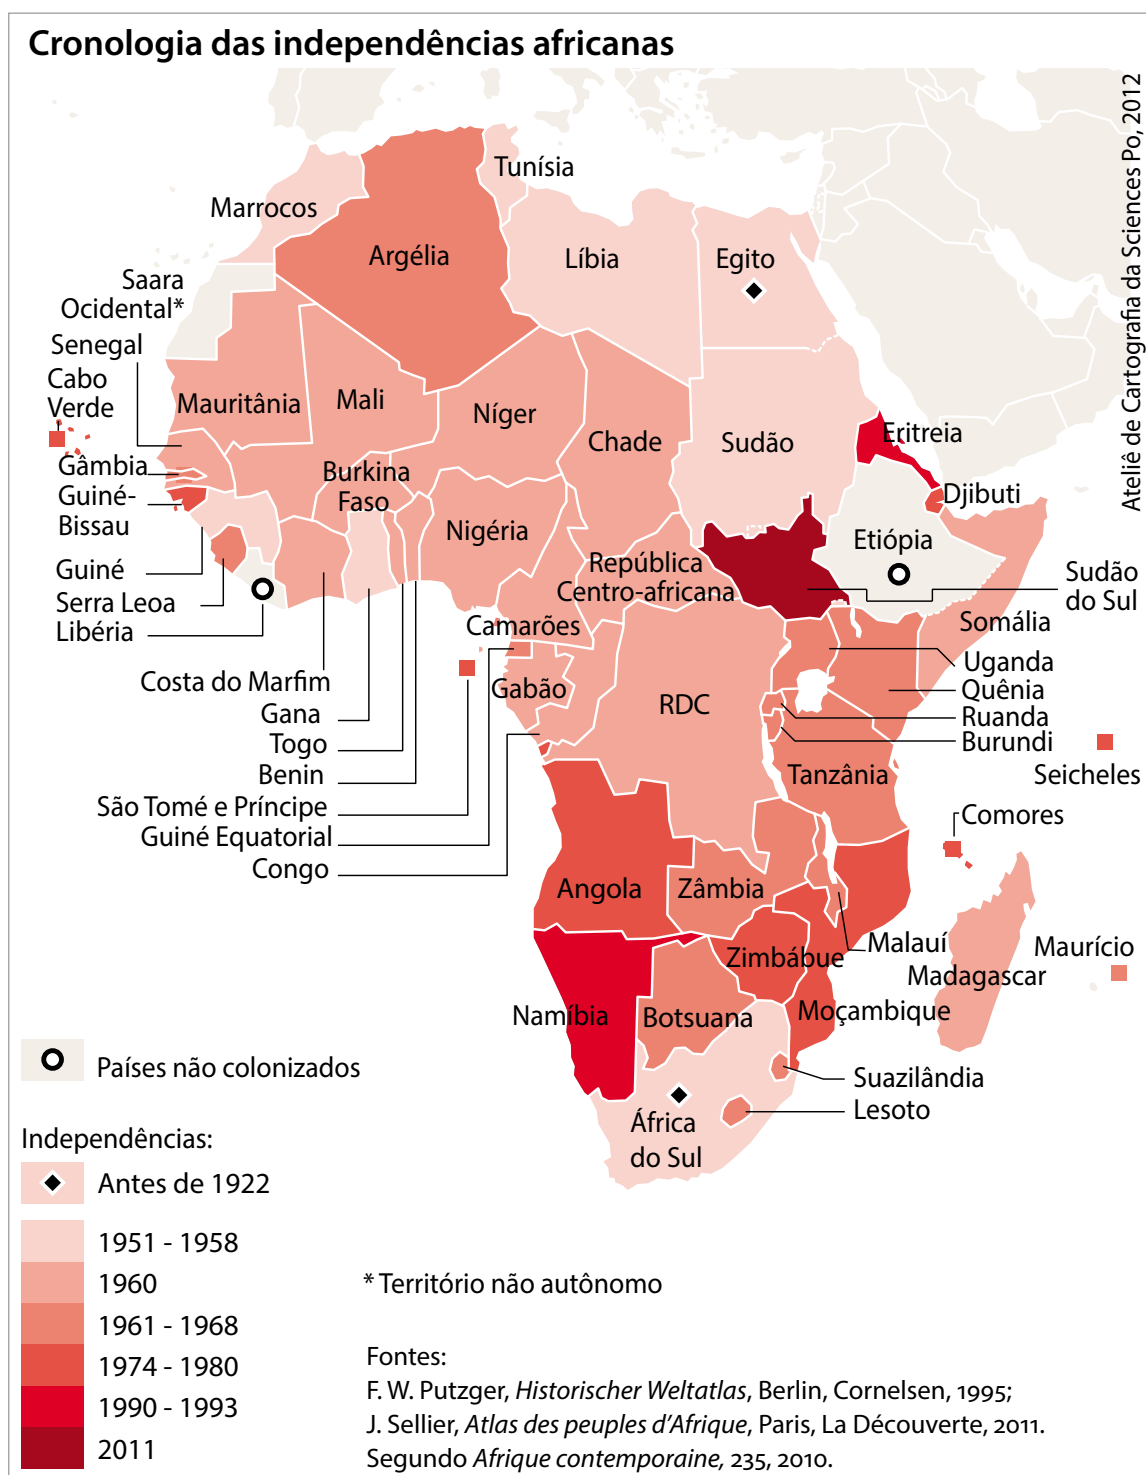 Cronologia das independências africanas
Ateliê de Cartografia da Sciences Po, 2012
Tunísia
Marrocos
Argélia
Líbia
Egito
Saara
Ocidental*
Senegal
Cabo
Verde
Mauritânia
Mali
Níger
Chade
Sudão
Eritreia
Gâmbia
Burkina
Faso
Djibuti
Guiné-
Bissau
Nigéria
Etiópia
República
Centro-africana
Guiné
Sudão
do Sul
Serra Leoa
Libéria
Camarões
Somália
Uganda
Costa do Marfim
Gabão
RDC
Quênia
Gana
Ruanda
Togo
Burundi
Benin
Tanzânia
Seicheles
São Tomé e Príncipe
Comores
Guiné Equatorial
Congo
Angola
Zâmbia
Malauí
Zimbábue
Maurício
Madagascar
Namíbia
Botsuana
Moçambique
Países não colonizados
Suazilândia
Lesoto
África
do Sul
Independências:
Antes de 1922
1951 - 1958
1960
1961 - 1968
1974 - 1980
1990 - 1993
2011
* Território não autônomo
Fontes:
F. W. Putzger, Historischer Weltatlas, Berlin, Cornelsen, 1995;
J. Sellier, Atlas des peuples d'Afrique, Paris, La Découverte, 2011.
Segundo Afrique contemporaine, 235, 2010.